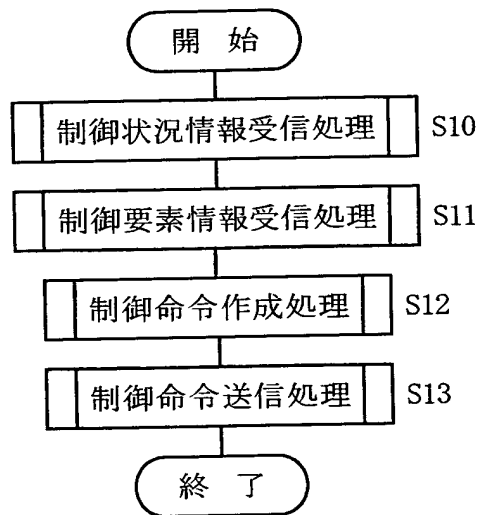 開 始
制御状況情報受信処理 S10
制御要素情報受信処理 S11
制御命令作成処理 S12
制御命令送信処理 S13
終 了